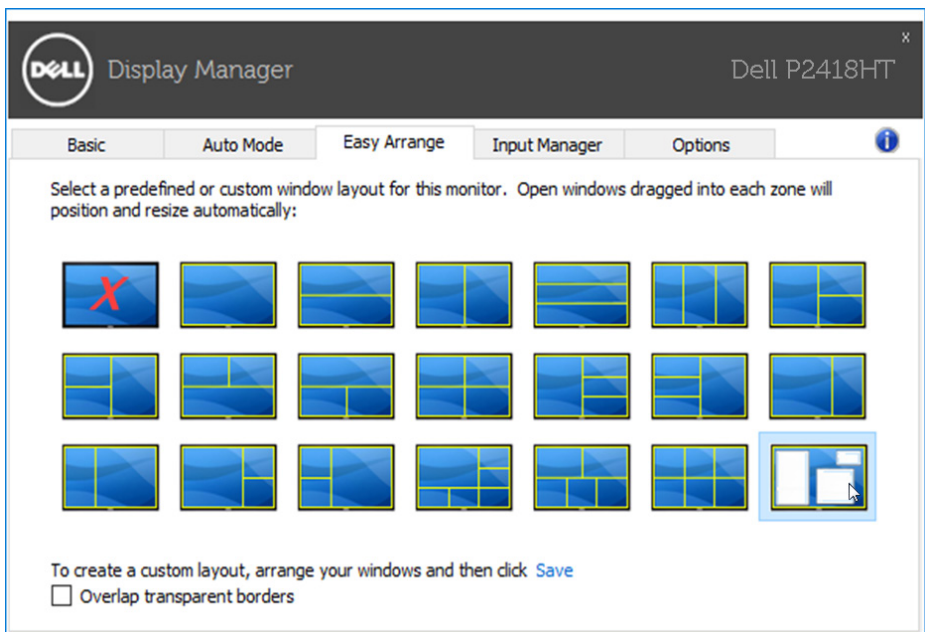 DELL Display Manager Dell P2418HT x
Basic Auto Mode Easy Arrange Input Manager Options i
Select a predefined or custom window layout for this monitor. Open windows dragged into each zone will
position and resize automatically:
X
To create a custom layout, arrange your windows and then click Save
Overlap transparent borders